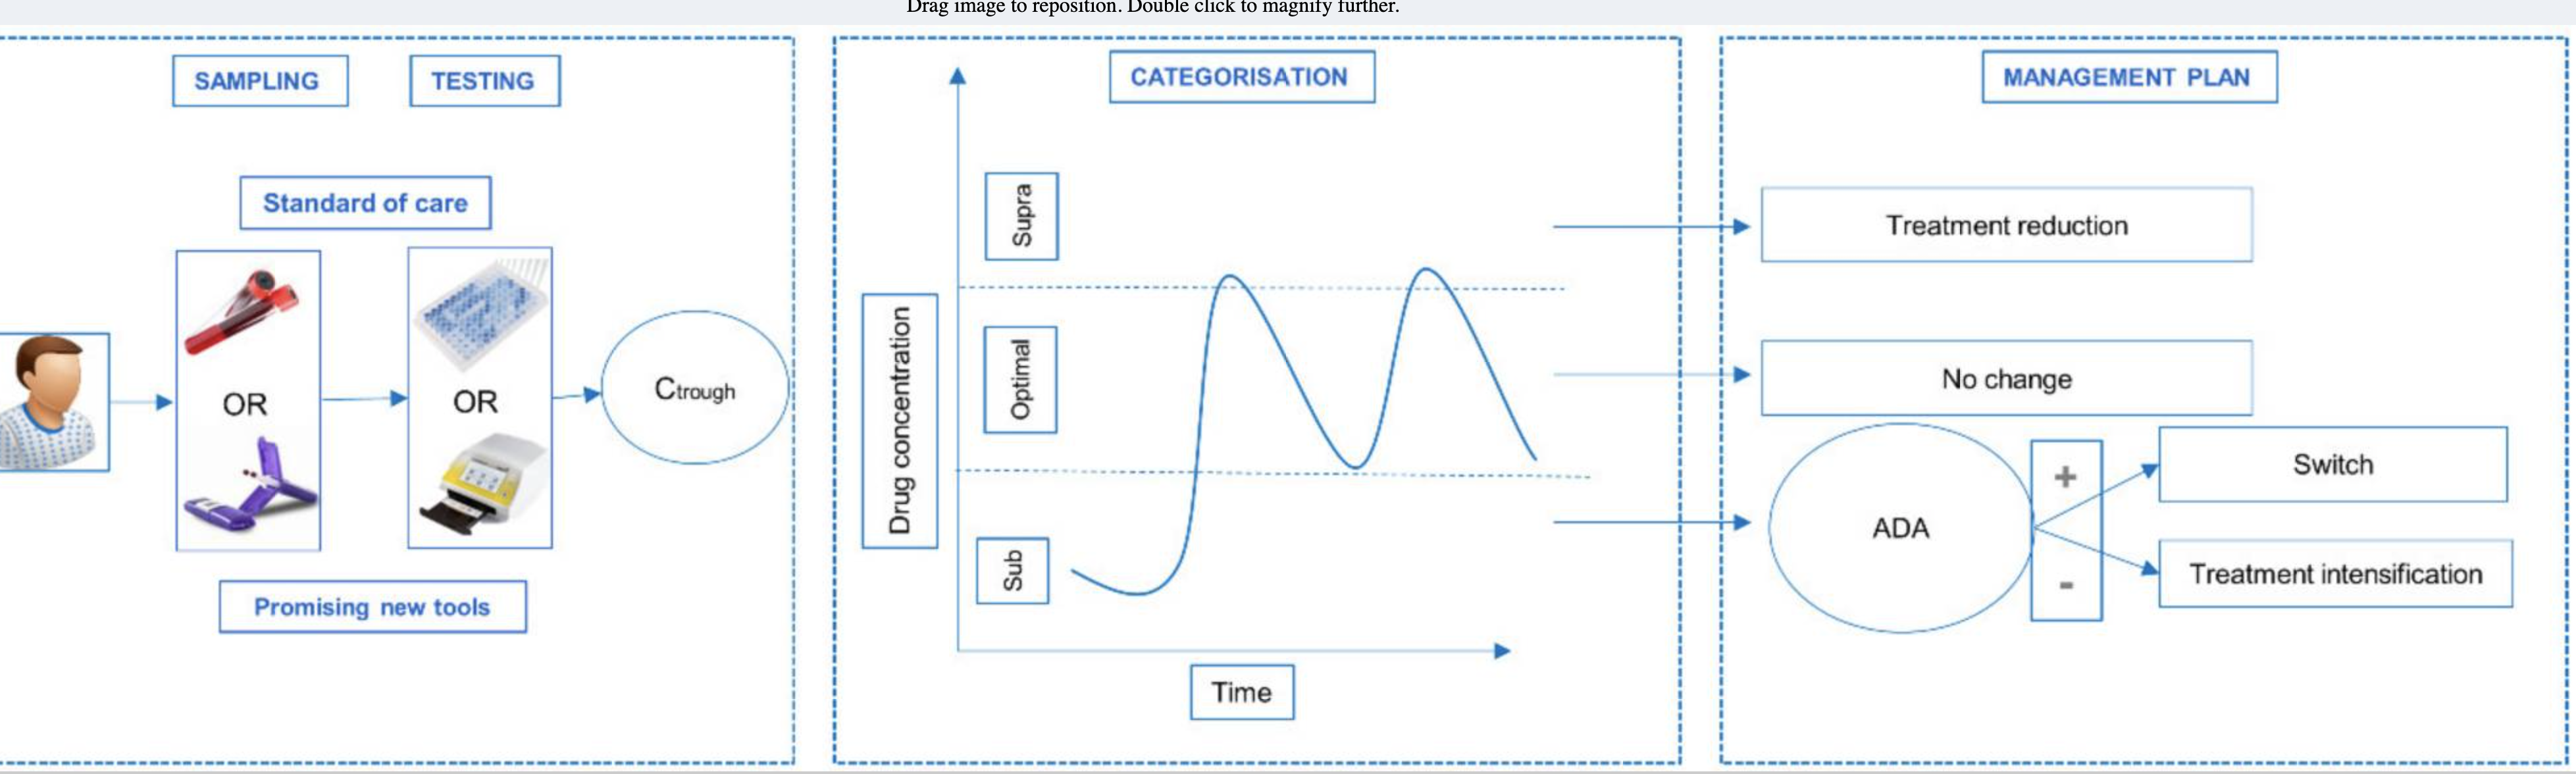 Drag image to reposition. Double click to magnify further.
SAMPLING
TESTING
Standard of care
OR
OR
Ctrough
Promising new tools
CATEGORISATION
Drug concentration
Supra
Optimal
Sub
Time
MANAGEMENT PLAN
Treatment reduction
No change
ADA
+
-
Switch
Treatment intensification